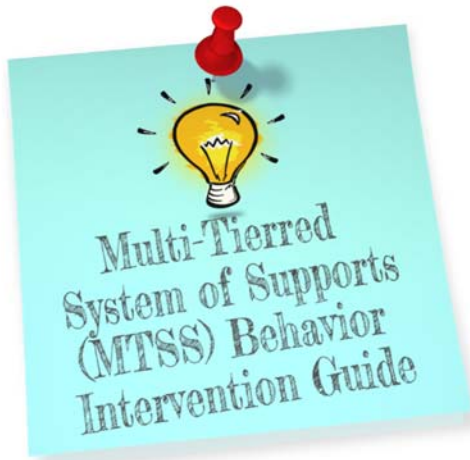 Multi-Tierred
System of Supports
(MTSS) Behavior
Intervention Guide